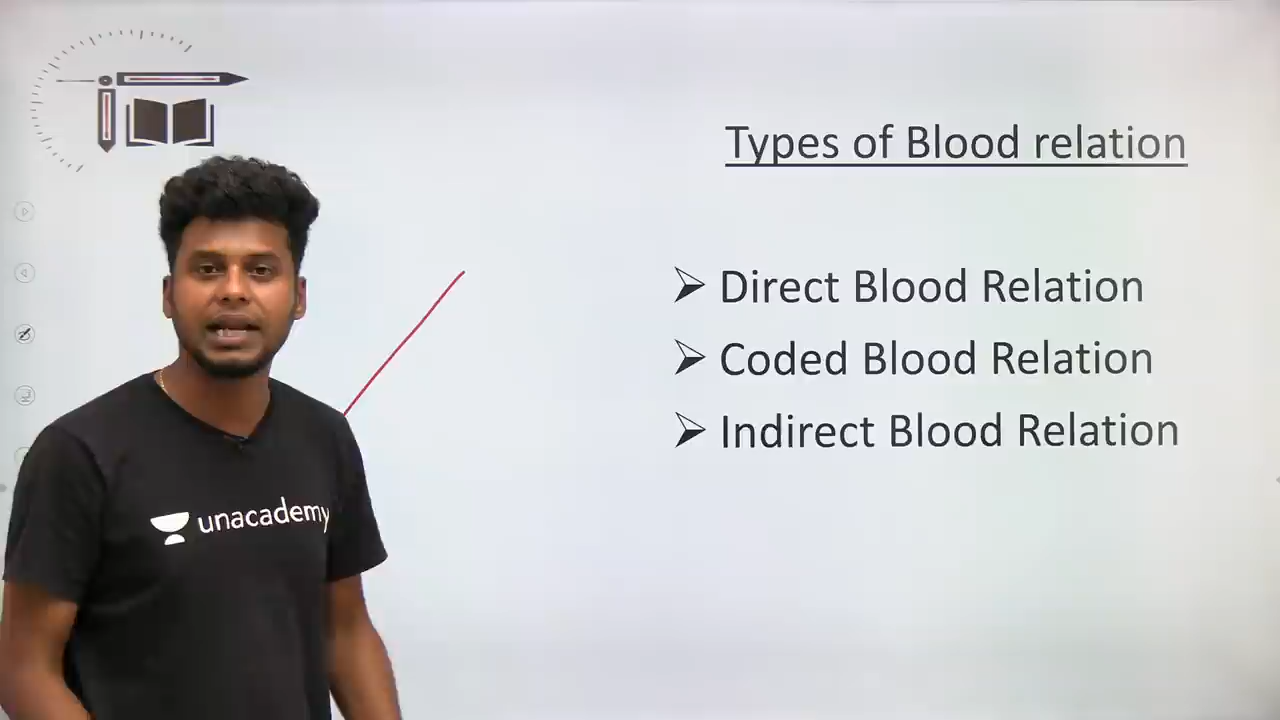 Types of Blood relation
Direct Blood Relation
Coded Blood Relation
Indirect Blood Relation
unacademy